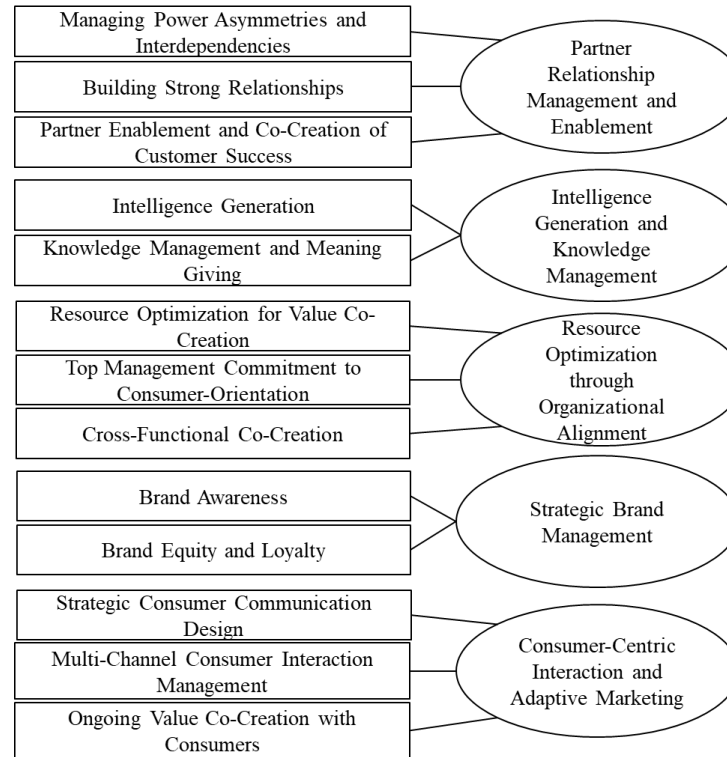 Managing Power Asymmetries and
Interdependencies
Building Strong Relationships
Partner Enablement and Co-Creation of
Customer Success
Partner
Relationship
Management and
Enablement
Intelligence Generation
Knowledge Management and Meaning
Giving
Intelligence
Generation and
Knowledge
Management
Resource Optimization for Value Co-
Creation
Top Management Commitment to
Consumer-Orientation
Cross-Functional Co-Creation
Resource
Optimization
through
Organizational
Alignment
Brand Awareness
Brand Equity and Loyalty
Strategic Brand
Management
Strategic Consumer Communication
Design
Multi-Channel Consumer Interaction
Management
Ongoing Value Co-Creation with
Consumers
Consumer-Centric
Interaction and
Adaptive Marketing